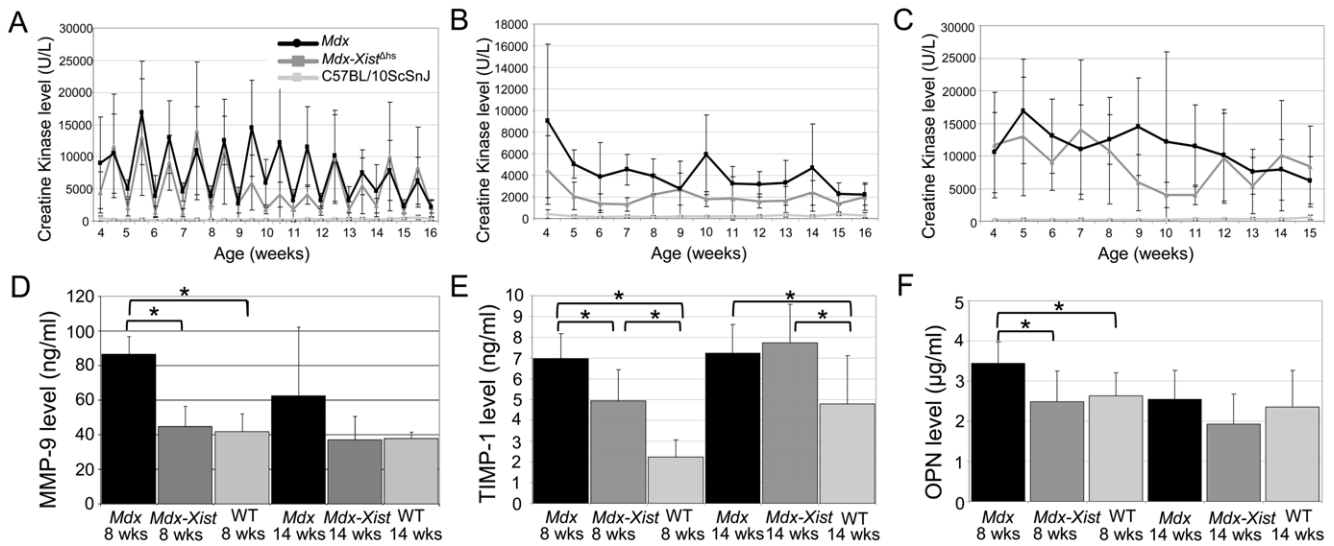 A
Creatine Kinase level (U/L)
30000
25000
20000
15000
10000
5000
0
Mdx
Mdx-XistΔhs
C57BL/10ScSnJ
4 5 6 7 8 9 10 11 12 13 14 15 16
Age (weeks)
B
Creatine Kinase level (U/L)
18000
16000
14000
12000
10000
8000
6000
4000
2000
0
4 5 6 7 8 9 10 11 12 13 14 15 16
Age (weeks)
C
Creatine Kinase level (U/L)
30000
25000
20000
15000
10000
5000
0
4 5 6 7 8 9 10 11 12 13 14 15
Age (weeks)
D
MMP-9 level (ng/ml)
120
100
80
60
40
20
0
*
*
Mdx Mdx-Xist WT Mdx Mdx-Xist WT
8 wks 8 wks 8 wks 14 wks 14 wks 14 wks
E
TIMP-1 level (ng/ml)
10
9
8
7
6
5
4
3
2
1
0
* *
* * *
Mdx Mdx-Xist WT Mdx Mdx-Xist WT
8 wks 8 wks 8 wks 14 wks 14 wks 14 wks
F
OPN level (µg/ml)
5
4
3
2
1
0
*
*
Mdx Mdx-Xist WT Mdx Mdx-Xist WT
8 wks 8 wks 8 wks 14 wks 14 wks 14 wks